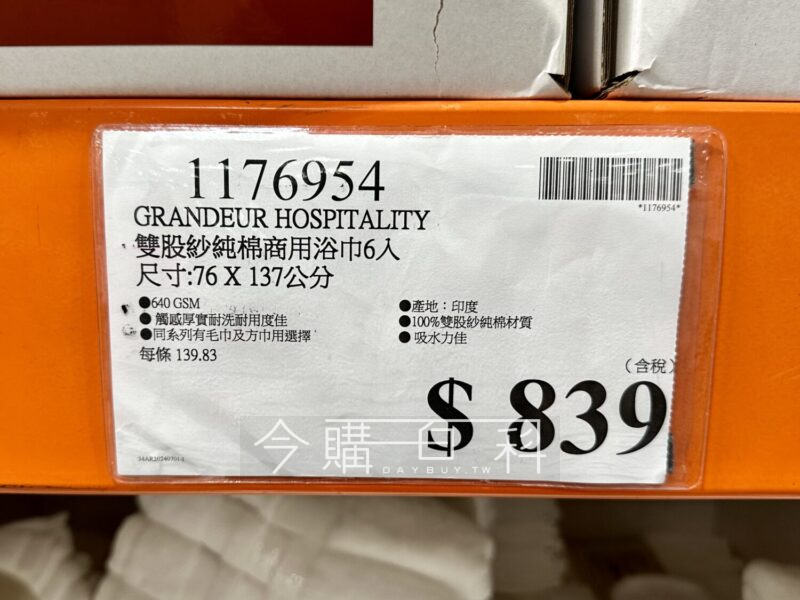 1176954
*1176954*
GRANDEUR HOSPITALITY
雙股紗純棉商用浴巾6入
尺寸:76 X 137公分
●640 GSM
●觸感厚實耐洗耐用度佳
●同系列有毛巾及方巾用選擇
每條 139.83
●產地：印度
●100%雙股紗純棉材質
●吸水力佳
(含稅)
$ 839
今購百科
DAYBUY.TW